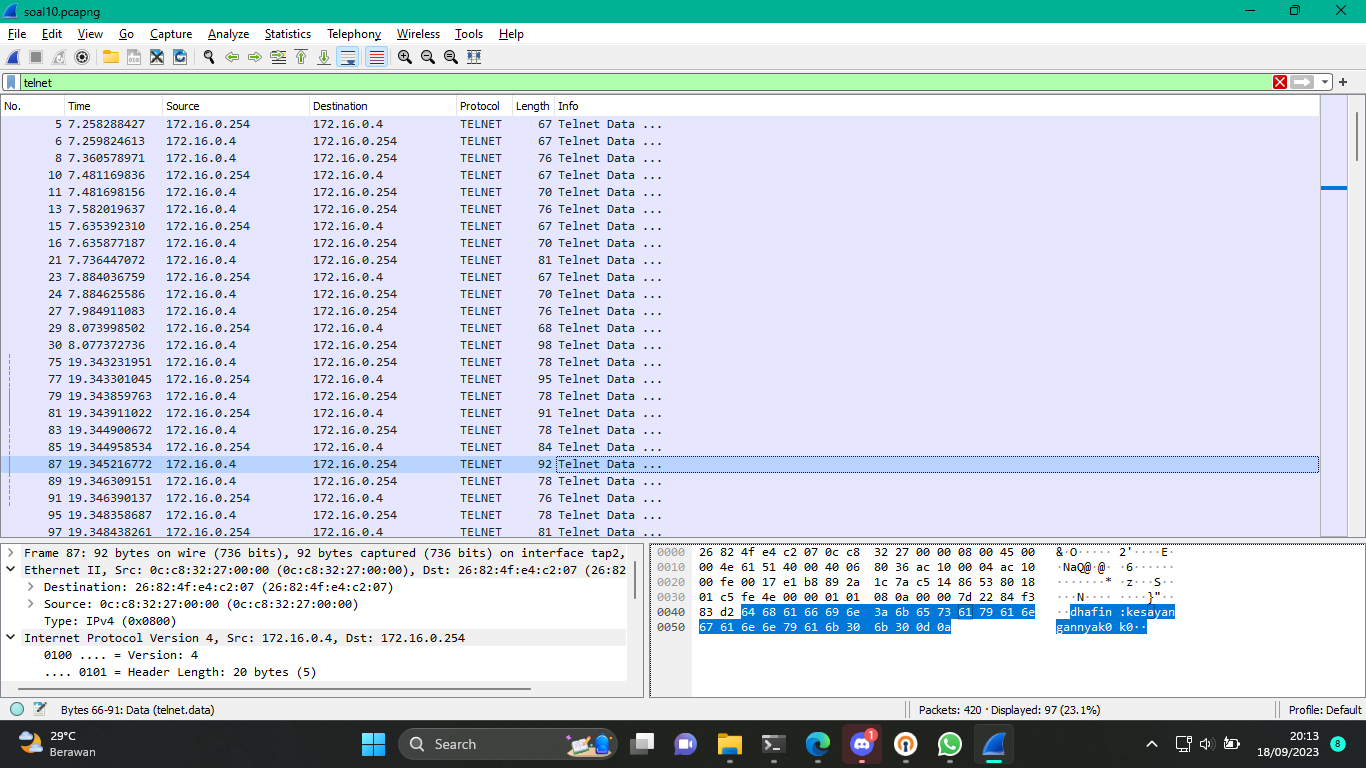 soal10.pcapng
File Edit View Go Capture Analyze Statistics Telephony Wireless Tools Help
telnet
No. Time Source Destination Protocol Length Info
5 7.258288427 172.16.0.254 172.16.0.4 TELNET 67 Telnet Data ...
6 7.259824613 172.16.0.4 172.16.0.254 TELNET 67 Telnet Data ...
8 7.360578971 172.16.0.4 172.16.0.254 TELNET 76 Telnet Data ...
10 7.481169836 172.16.0.254 172.16.0.4 TELNET 67 Telnet Data ...
11 7.481698156 172.16.0.4 172.16.0.254 TELNET 70 Telnet Data ...
13 7.582019637 172.16.0.4 172.16.0.254 TELNET 76 Telnet Data ...
15 7.635392310 172.16.0.254 172.16.0.4 TELNET 67 Telnet Data ...
16 7.635877187 172.16.0.4 172.16.0.254 TELNET 70 Telnet Data ...
21 7.736447072 172.16.0.4 172.16.0.254 TELNET 81 Telnet Data ...
23 7.884036759 172.16.0.254 172.16.0.4 TELNET 67 Telnet Data ...
24 7.884625586 172.16.0.4 172.16.0.254 TELNET 70 Telnet Data ...
27 7.984911083 172.16.0.4 172.16.0.254 TELNET 76 Telnet Data ...
29 8.073998502 172.16.0.254 172.16.0.4 TELNET 68 Telnet Data ...
30 8.077372736 172.16.0.4 172.16.0.254 TELNET 98 Telnet Data ...
75 19.343231951 172.16.0.4 172.16.0.254 TELNET 78 Telnet Data ...
77 19.343301045 172.16.0.254 172.16.0.4 TELNET 95 Telnet Data ...
79 19.343859763 172.16.0.4 172.16.0.254 TELNET 78 Telnet Data ...
81 19.343911022 172.16.0.254 172.16.0.4 TELNET 91 Telnet Data ...
83 19.344900672 172.16.0.4 172.16.0.254 TELNET 78 Telnet Data ...
85 19.344958534 172.16.0.254 172.16.0.4 TELNET 84 Telnet Data ...
87 19.345216772 172.16.0.4 172.16.0.254 TELNET 92 Telnet Data ...
89 19.346309151 172.16.0.4 172.16.0.254 TELNET 78 Telnet Data ...
91 19.346390137 172.16.0.254 172.16.0.4 TELNET 76 Telnet Data ...
95 19.348358687 172.16.0.4 172.16.0.254 TELNET 78 Telnet Data ...
97 19.348438261 172.16.0.254 172.16.0.4 TELNET 81 Telnet Data ...
Frame 87: 92 bytes on wire (736 bits), 92 bytes captured (736 bits) on interface tap2,
Ethernet II, Src: 0c:c8:32:27:00:00 (0c:c8:32:27:00:00), Dst: 26:82:4f:e4:c2:07 (26:82
Destination: 26:82:4f:e4:c2:07 (26:82:4f:e4:c2:07)
Source: 0c:c8:32:27:00:00 (0c:c8:32:27:00:00)
Type: IPv4 (0x0800)
Internet Protocol Version 4, Src: 172.16.0.4, Dst: 172.16.0.254
0100 .... = Version: 4
.... 0101 = Header Length: 20 bytes (5)
0000 26 82 4f e4 c2 07 0c c8 32 27 00 00 08 00 45 00 &·O····· 2'····E·
0010 00 4e 61 51 40 00 40 06 80 36 ac 10 00 04 ac 10 ·NaQ@·@· ·6······
0020 00 fe 00 17 e1 b8 89 2a 1c 7a c5 14 86 53 80 18 ·······* ·z···S··
0030 01 c5 fe 4e 00 00 01 01 08 0a 00 00 7d 22 84 f3 ···N···· ····}"··
0040 83 d2 64 68 61 66 69 6e 3a 6b 65 73 61 79 61 6e ··dhafin :kesayan
0050 67 61 6e 6e 79 61 6b 30 6b 30 0d 0a gannyak0 k0··
Bytes 66-91: Data (telnet.data) Packets: 420 · Displayed: 97 (23.1%) Profile: Default
29°C
Berawan
Search
1
20:13
18/09/2023
8